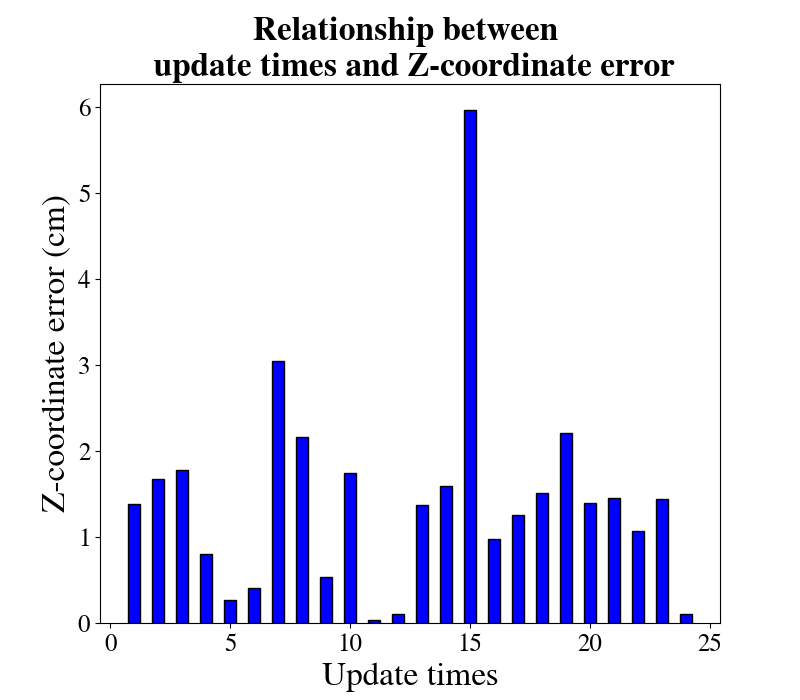 Relationship between
update times and Z-coordinate error
Z-coordinate error (cm)
6
5
4
3
2
1
0
0 5 10 15 20 25
Update times